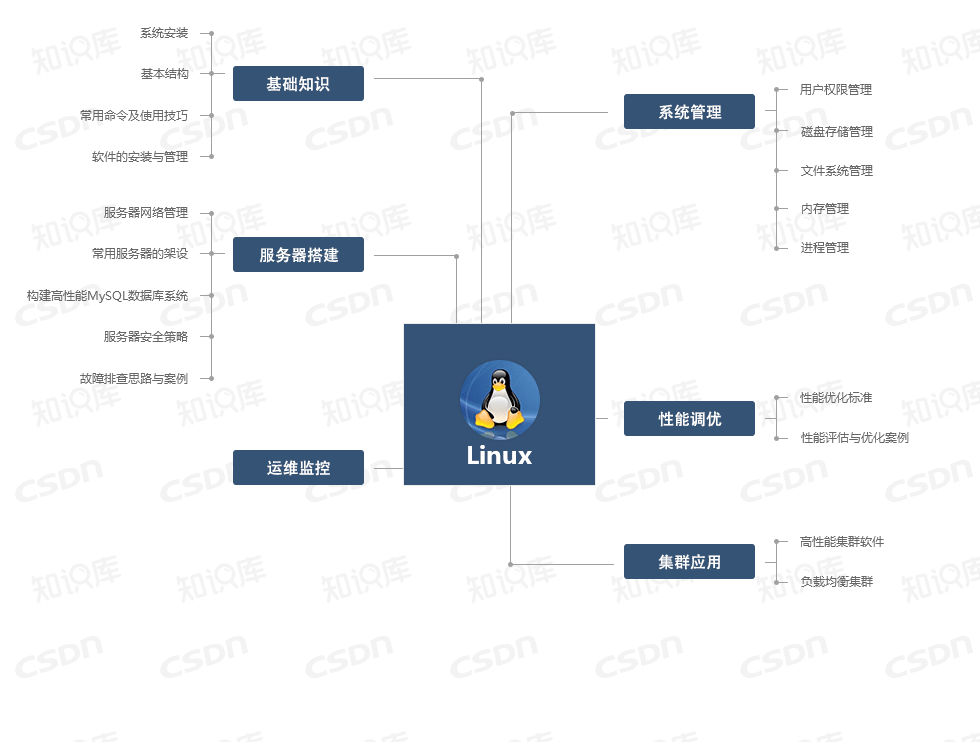 基础知识
系统安装
基本结构
常用命令及使用技巧
软件的安装与管理
服务器搭建
服务器网络管理
常用服务器的架设
构建高性能MySQL数据库系统
服务器安全策略
故障排查思路与案例
运维监控
Linux
系统管理
用户权限管理
磁盘存储管理
文件系统管理
内存管理
进程管理
性能调优
性能优化标准
性能评估与优化案例
集群应用
高性能集群软件
负载均衡集群
知识库
CSDN